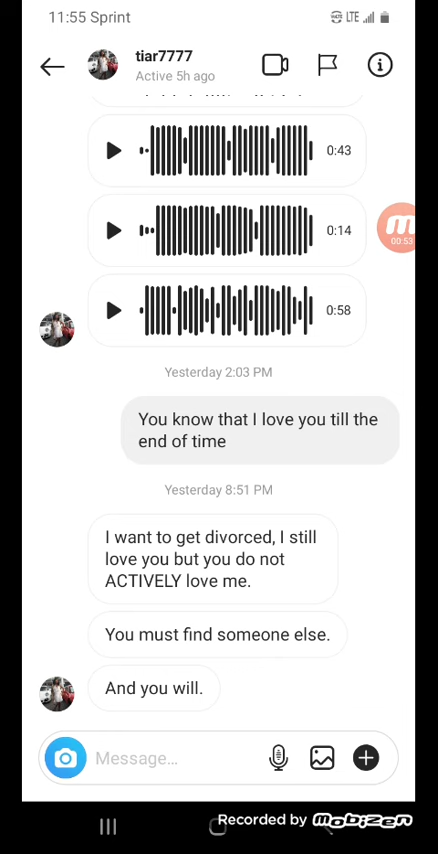 11:55 Sprint
LTE
tiar7777
Active 5h ago
0:43
0:14
00:53
0:58
Yesterday 2:03 PM
You know that I love you till the
end of time
Yesterday 8:51 PM
I want to get divorced, I still
love you but you do not
ACTIVELY love me.
You must find someone else.
And you will.
Message...
Recorded by Mobizen